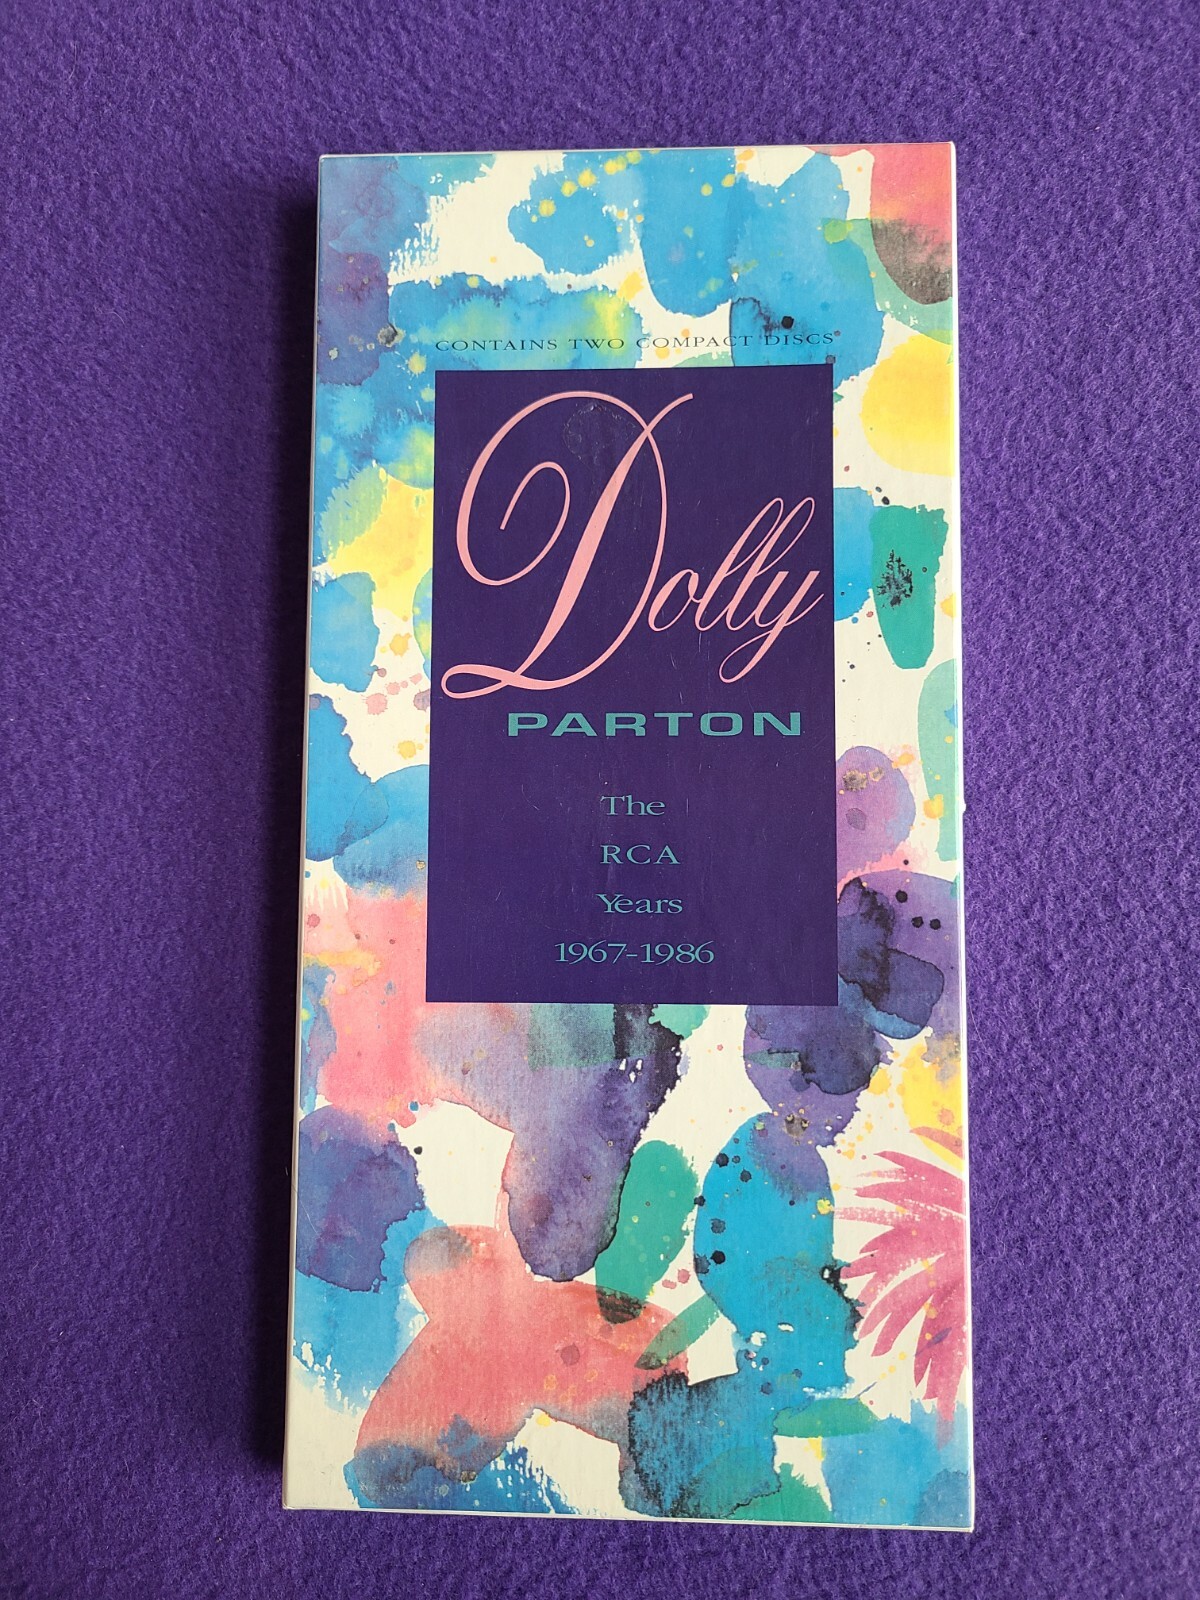 CONTAINS TWO COMPACT DISCS
Dolly
PARTON
The
RCA
Years
1967-1986